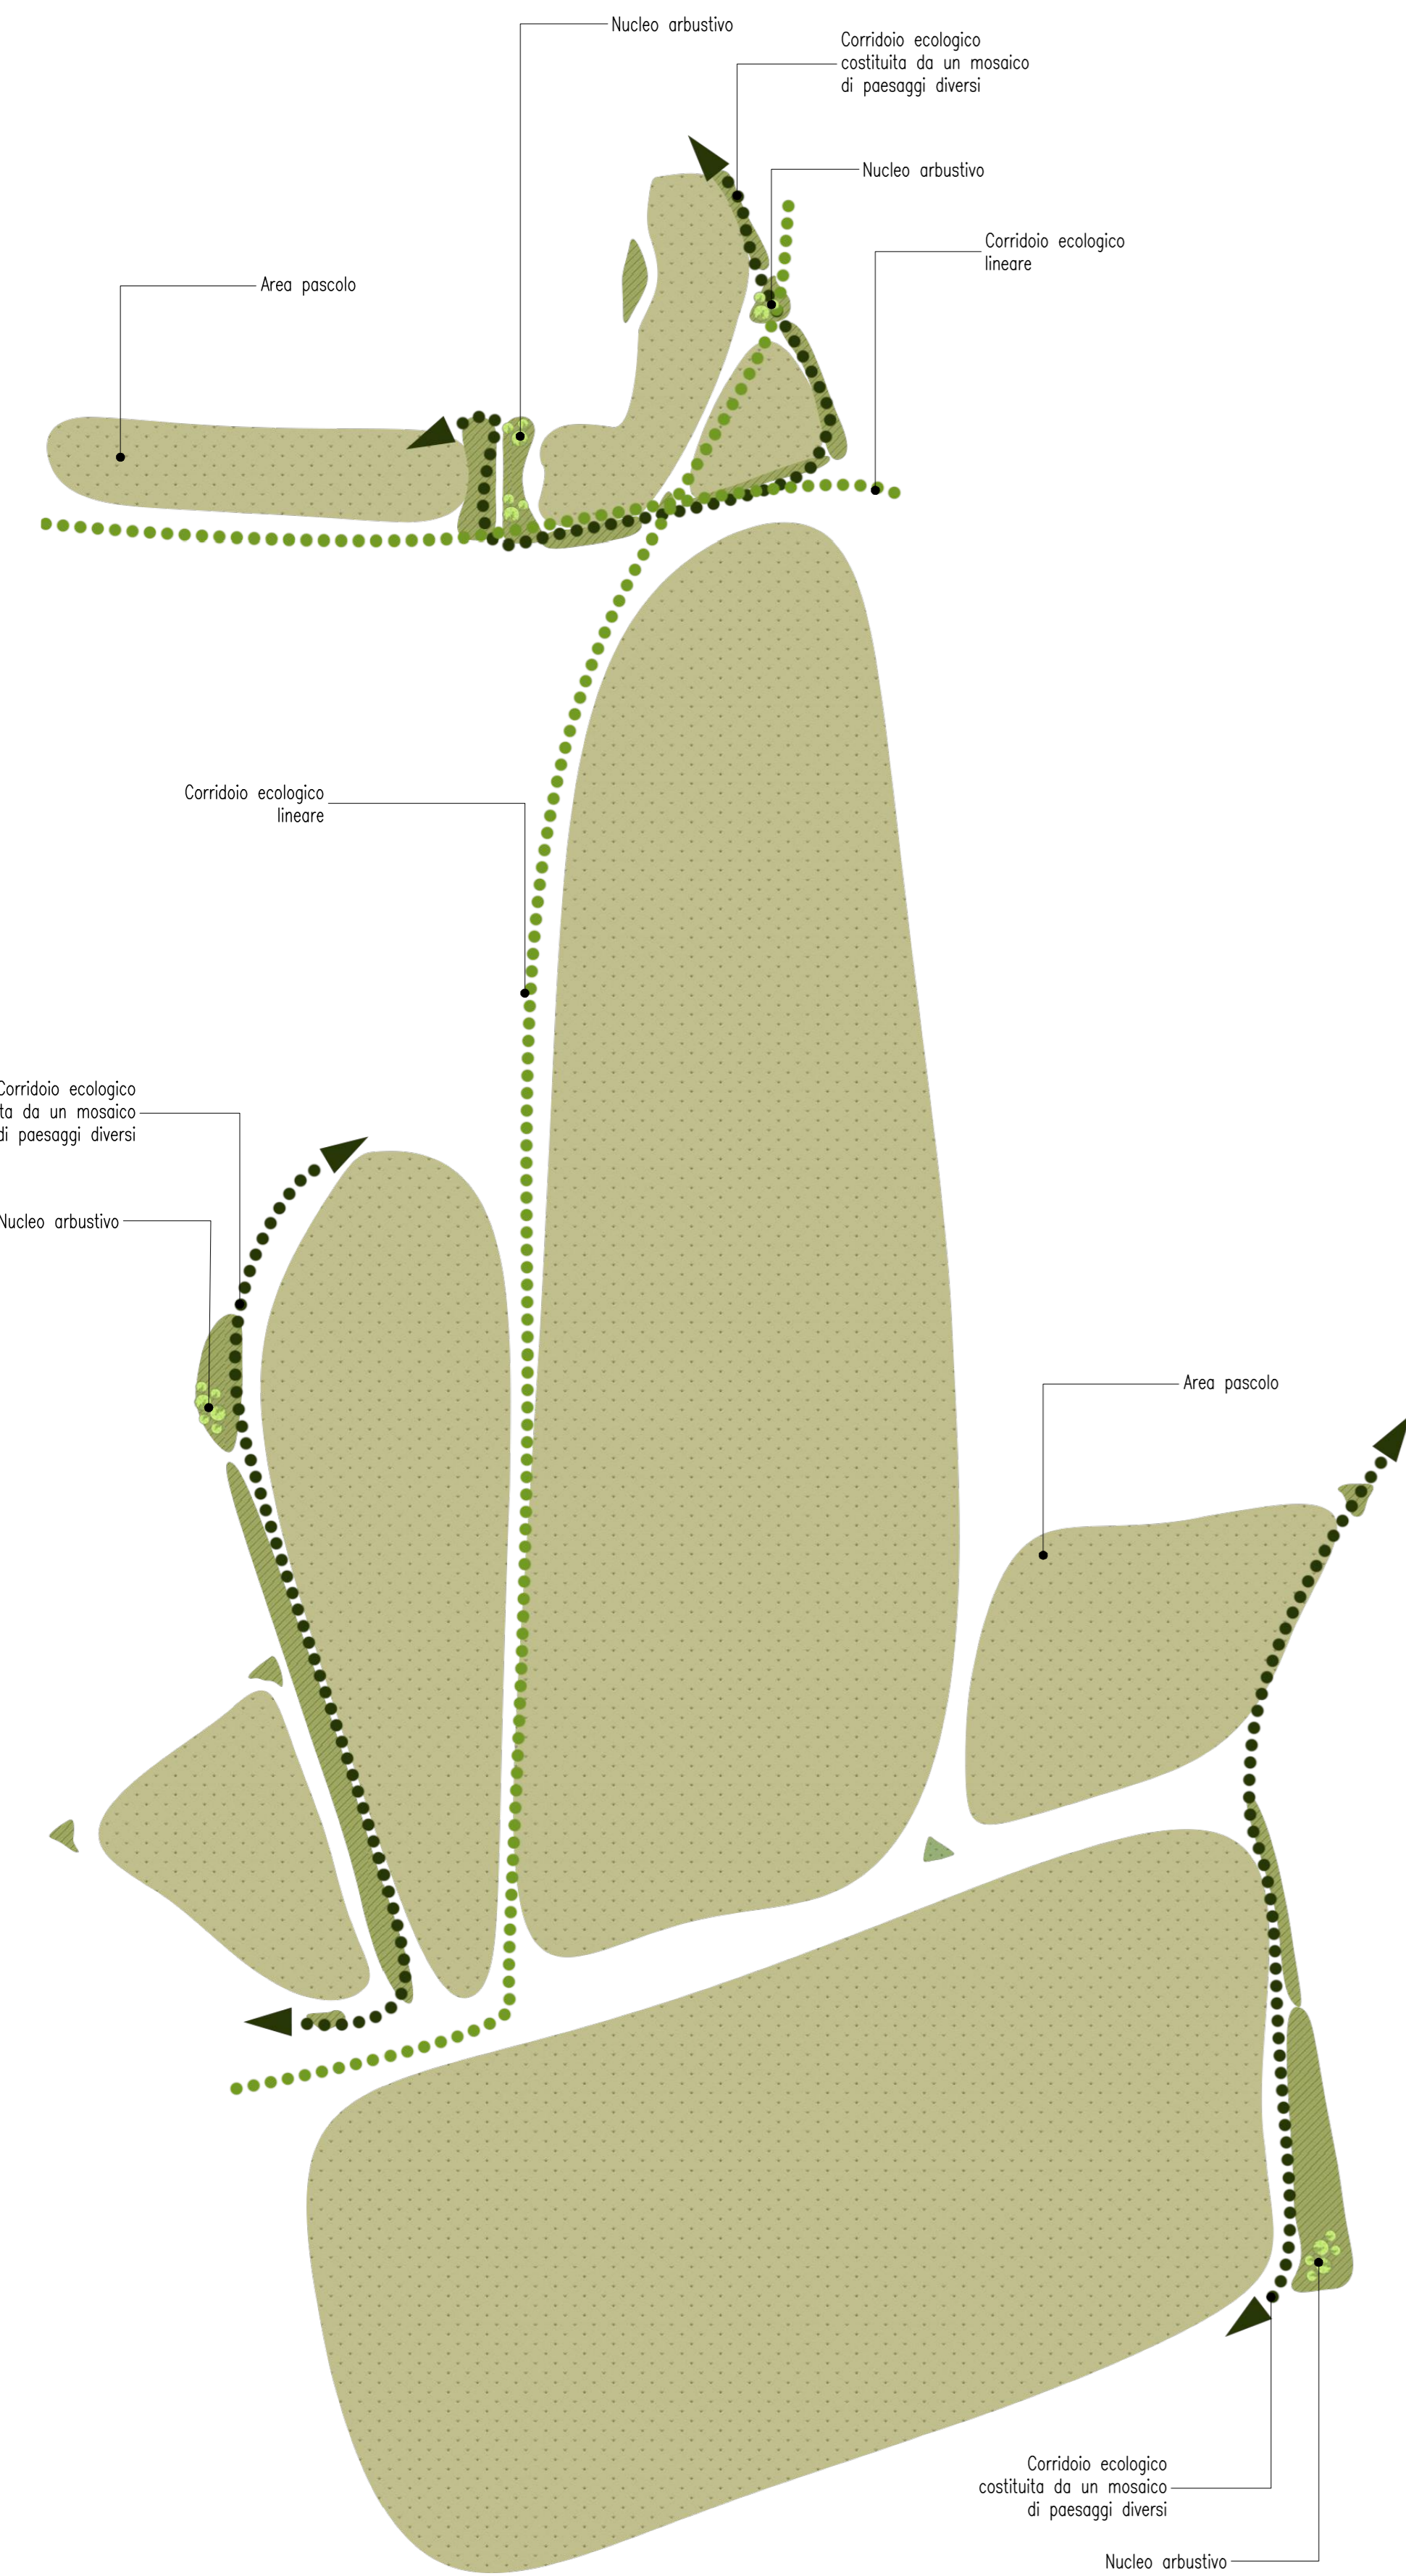 Nucleo arbustivo
Corridoio ecologico
costituita da un mosaico
di paesaggi diversi
Nucleo arbustivo
Corridoio ecologico
lineare
Area pascolo
Corridoio ecologico
lineare
Corridoio ecologico
ta da un mosaico
di paesaggi diversi
Nucleo arbustivo
Area pascolo
Corridoio ecologico
costituita da un mosaico
di paesaggi diversi
Nucleo arbustivo